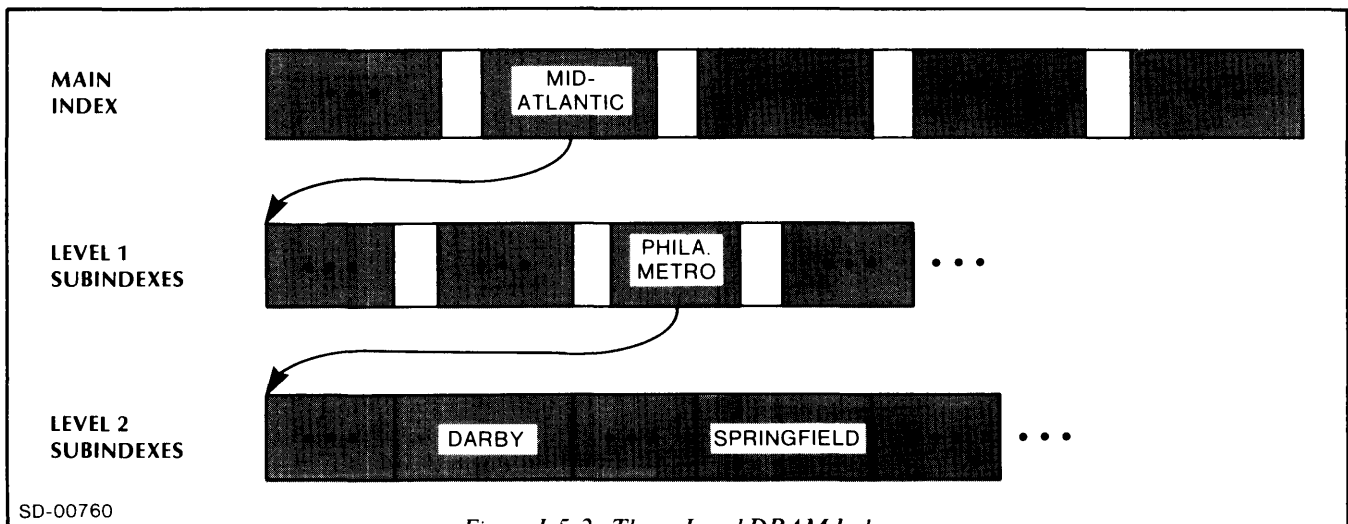 MAIN
INDEX
MID-
ATLANTIC
LEVEL 1
SUBINDEXES
PHILA.
METRO
• • •
LEVEL 2
SUBINDEXES
DARBY
SPRINGFIELD
• • •
SD-00760